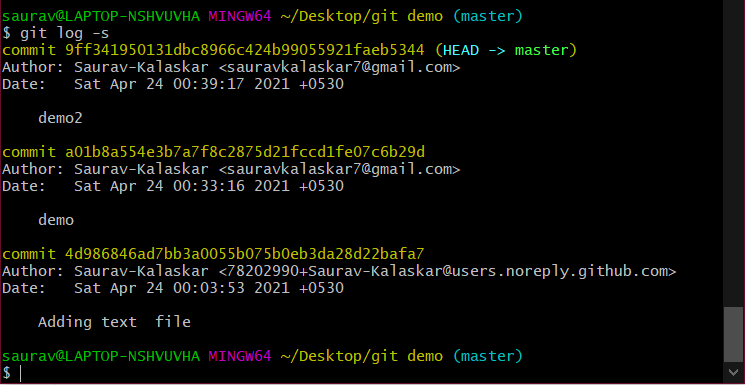 saurav@LAPTOP-NSHVUVHA MINGW64 ~/Desktop/git demo (master)
$ git log -s
commit 9ff341950131dbc8966c424b99055921faeb5344 (HEAD -> master)
Author: Saurav-Kalaskar <sauravkalaskar7@gmail.com>
Date:   Sat Apr 24 00:39:17 2021 +0530
    demo2
commit a01b8a554e3b7a7f8c2875d21fccd1fe07c6b29d
Author: Saurav-Kalaskar <sauravkalaskar7@gmail.com>
Date:   Sat Apr 24 00:33:16 2021 +0530
    demo
commit 4d986846ad7bb3a0055b075b0eb3da28d22bafa7
Author: Saurav-Kalaskar <78202990+Saurav-Kalaskar@users.noreply.github.com>
Date:   Sat Apr 24 00:03:53 2021 +0530
    Adding text  file
saurav@LAPTOP-NSHVUVHA MINGW64 ~/Desktop/git demo (master)
$